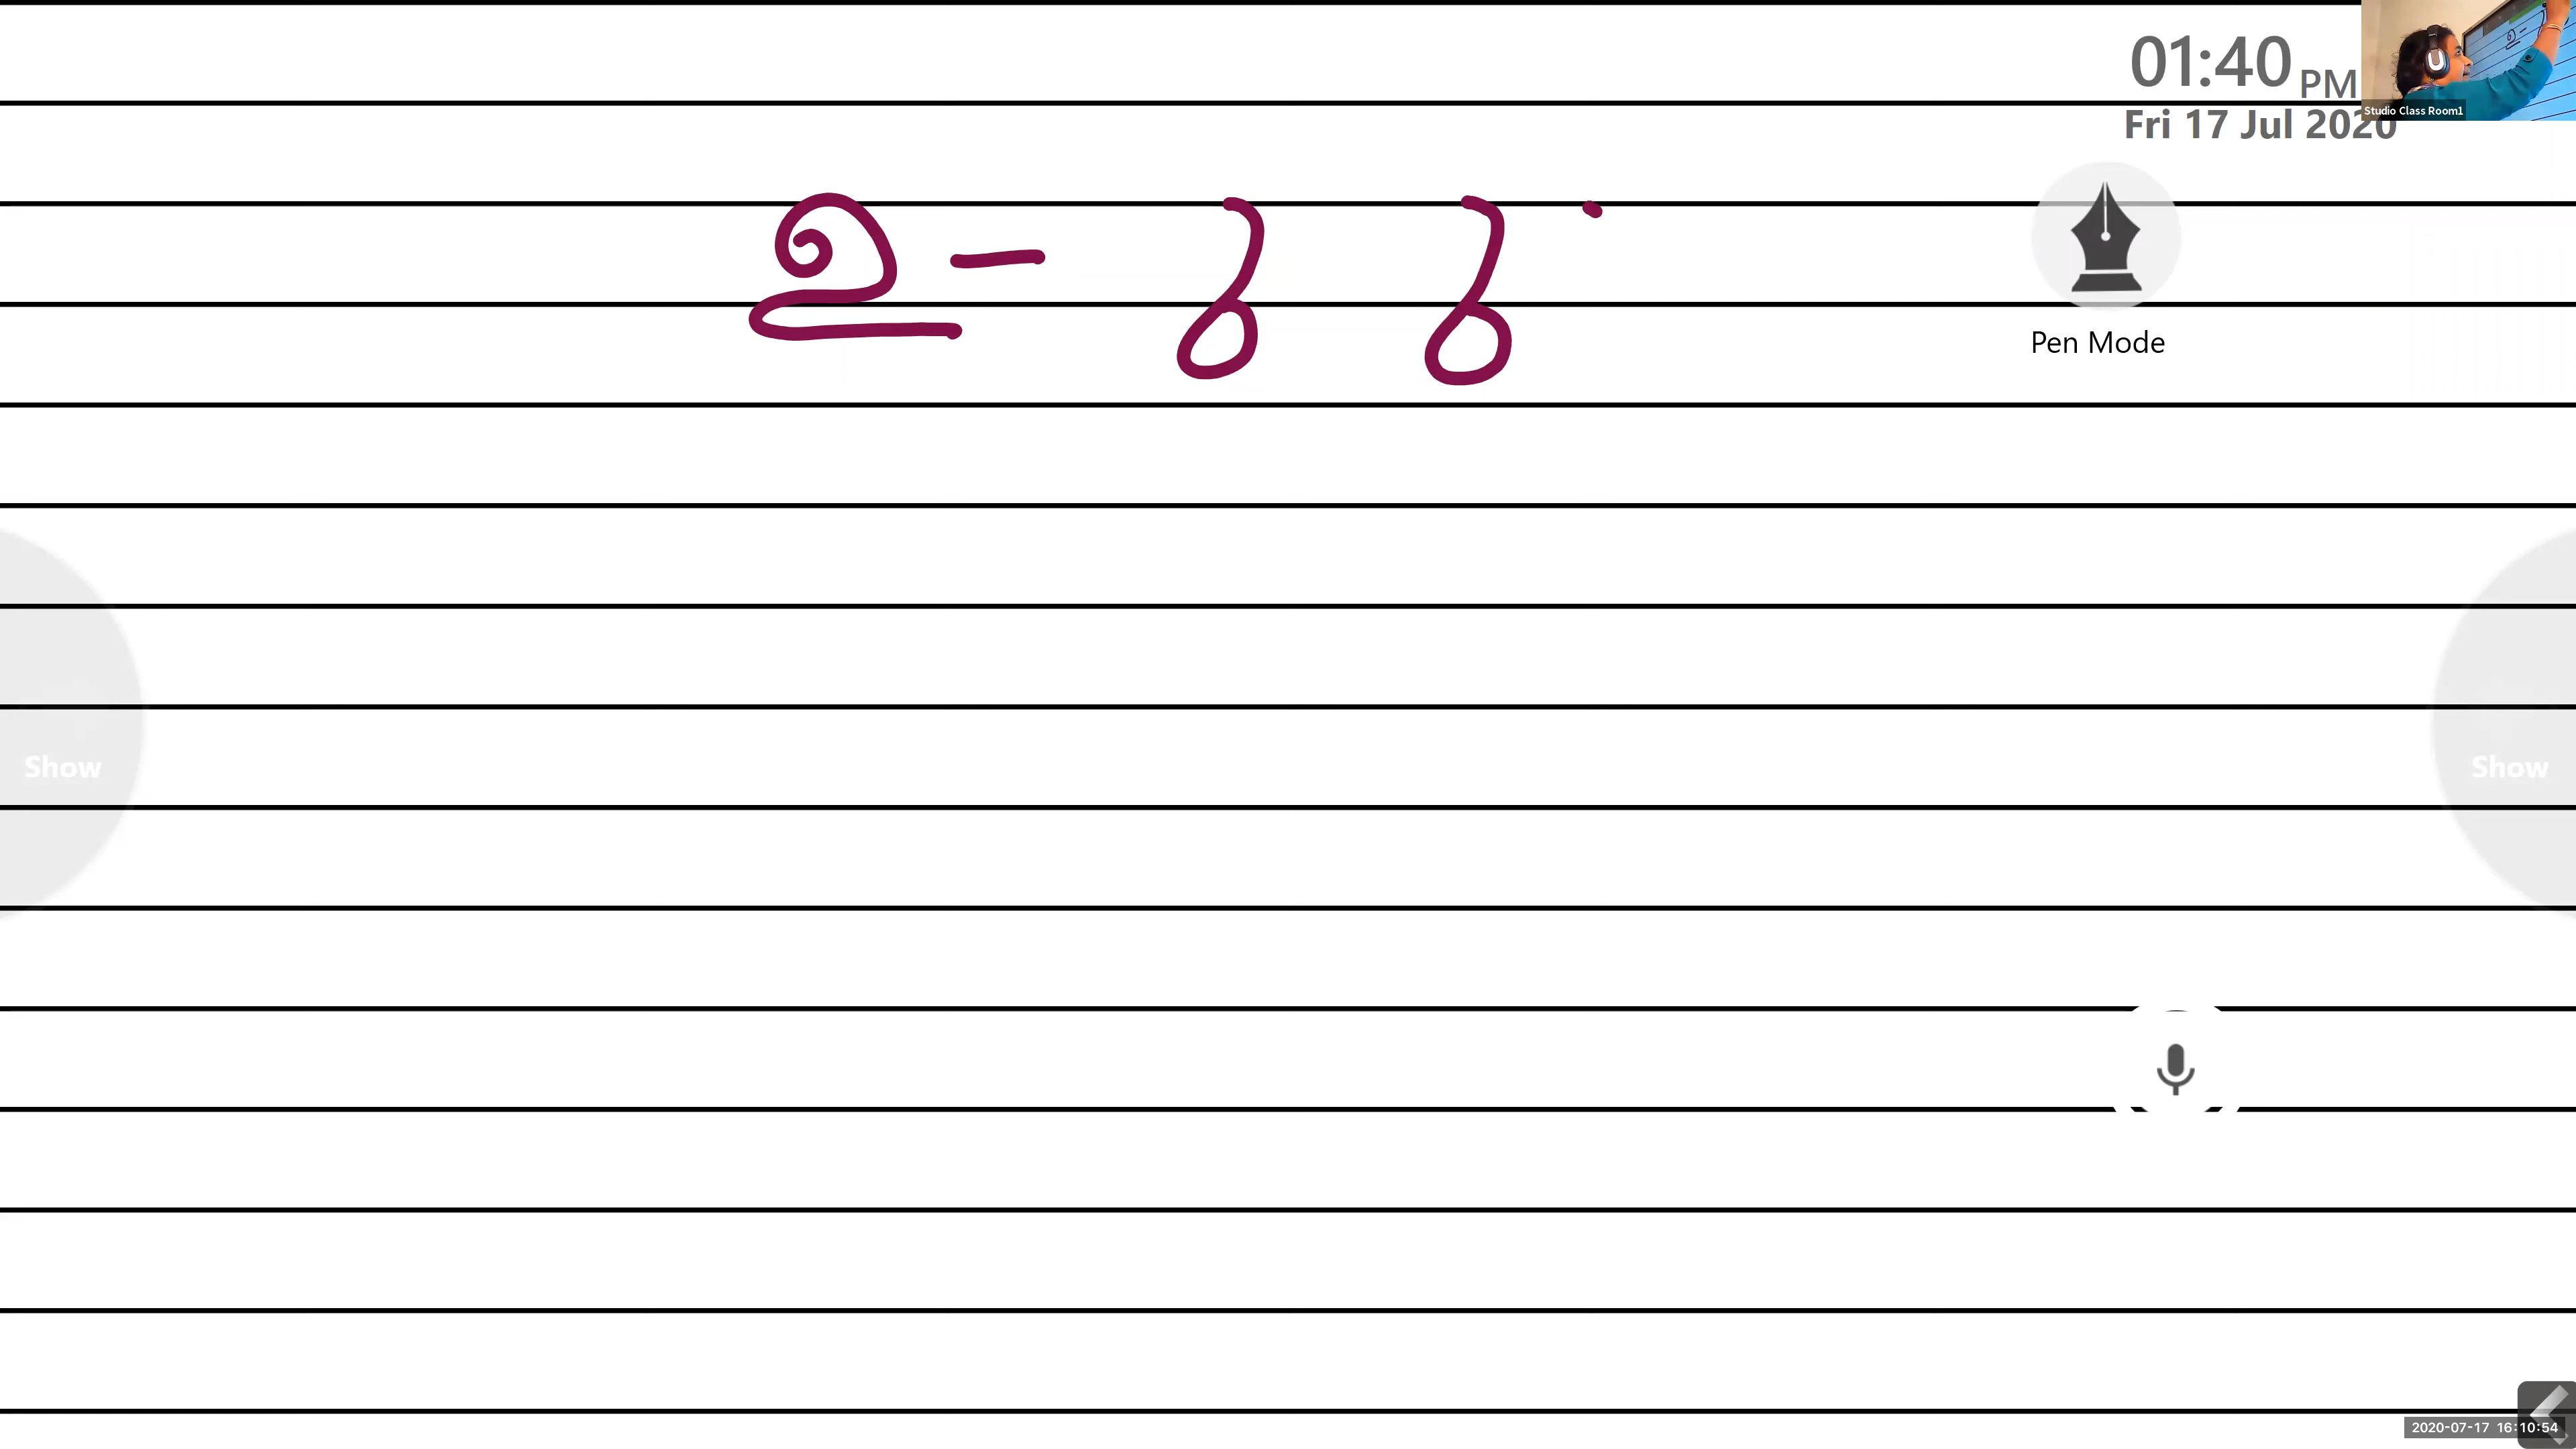 01:40 PM
Studio Class Room1
Fri 17 Jul 2020
உ -
Pen Mode
Show
Show
2020-07-17 16:10:54